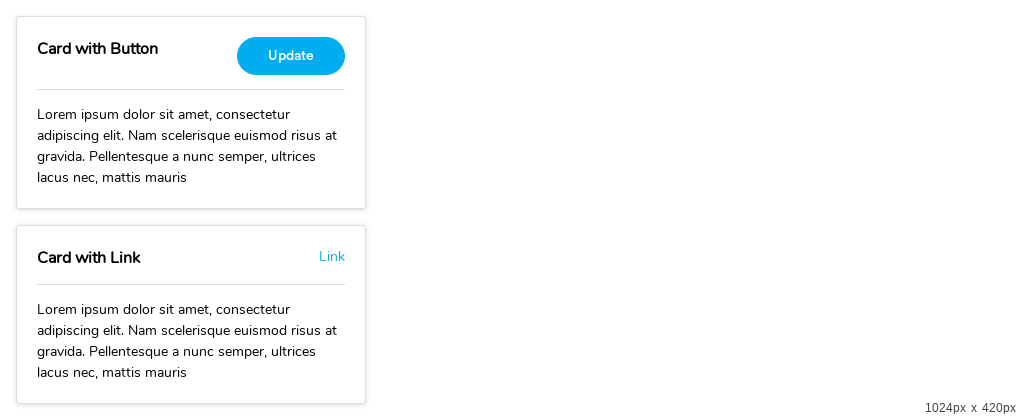 Card with Button
Update
Lorem ipsum dolor sit amet, consectetur
adipiscing elit. Nam scelerisque euismod risus at
gravida. Pellentesque a nunc semper, ultrices
lacus nec, mattis mauris
Card with Link
Link
Lorem ipsum dolor sit amet, consectetur
adipiscing elit. Nam scelerisque euismod risus at
gravida. Pellentesque a nunc semper, ultrices
lacus nec, mattis mauris
1024px x 420px